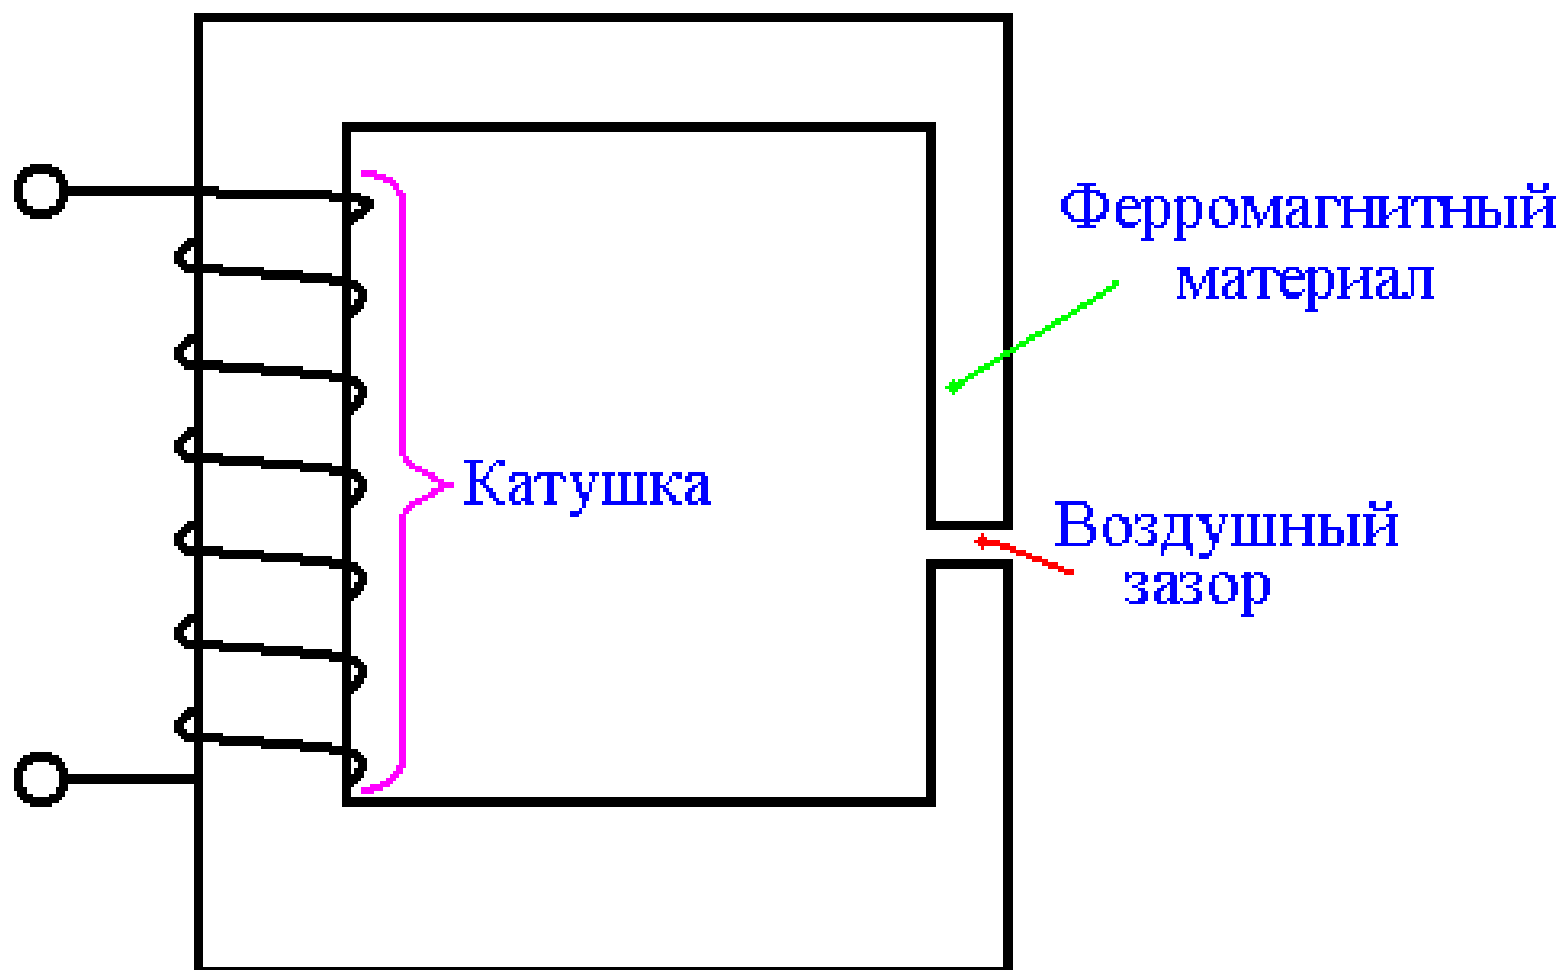 Ферромагнитный
материал
Катушка
Воздушный
зазор